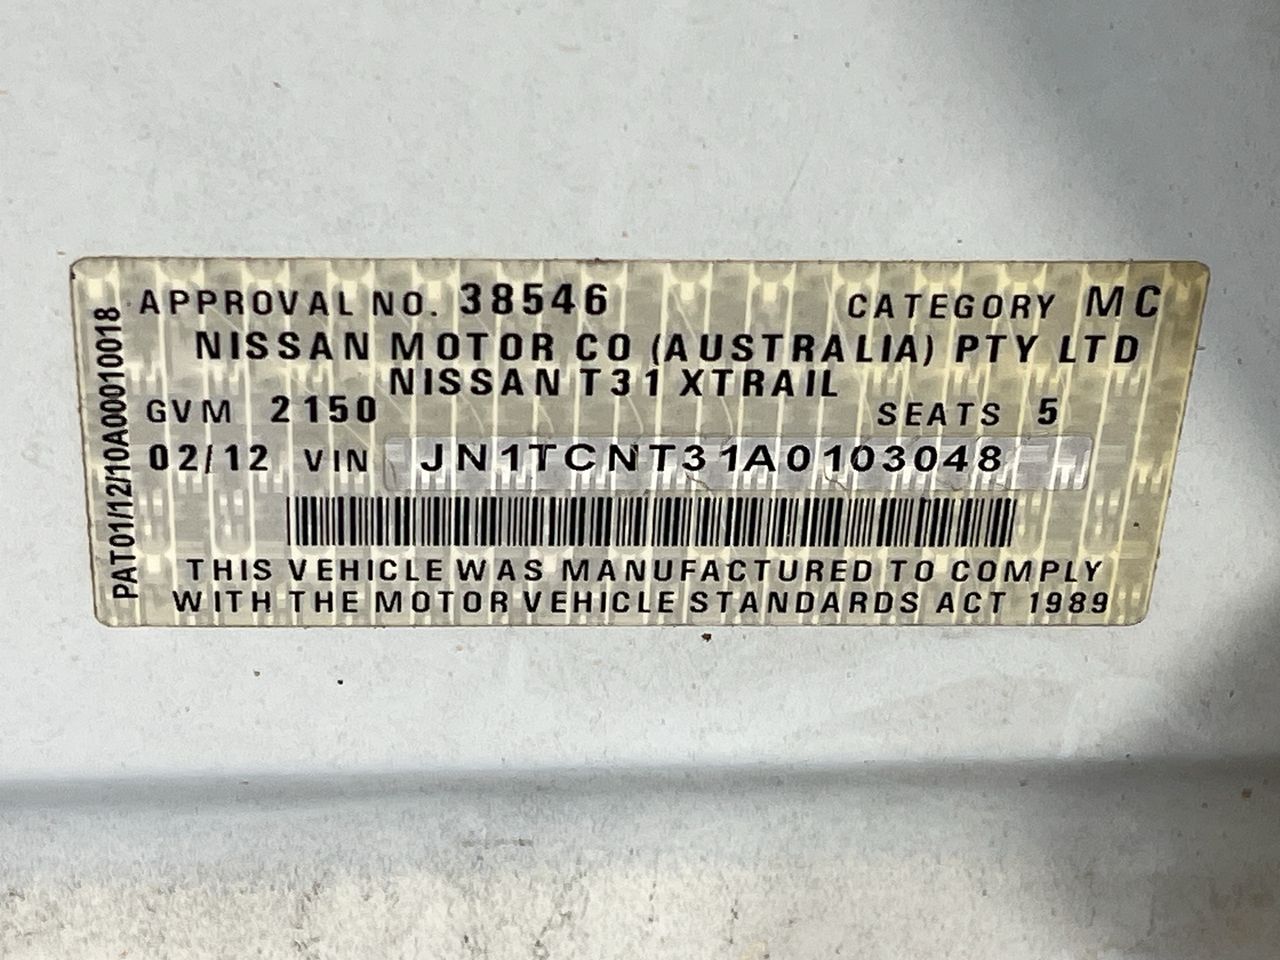 APPROVAL NO. 38546 CATEGORY MC
NISSAN MOTOR CO (AUSTRALIA) PTY LTD
NISSAN T31 XTRAIL
GVM 2150 SEATS 5
02/12 VIN JN1TCNT31A0103048
THIS VEHICLE WAS MANUFACTURED TO COMPLY
WITH THE MOTOR VEHICLE STANDARDS ACT 1989
PAT01/12/10A00010018